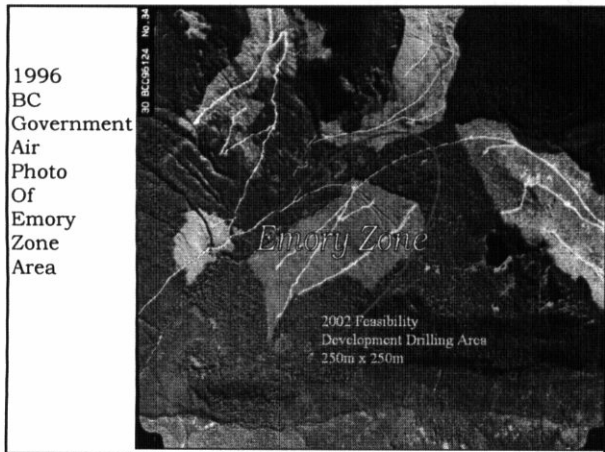 1996
BC
Government
Air
Photo
Of
Emory
Zone
Area
30 BCC96124 No.34
Emory Zone
2002 Feasibility
Development Drilling Area
250m x 250m